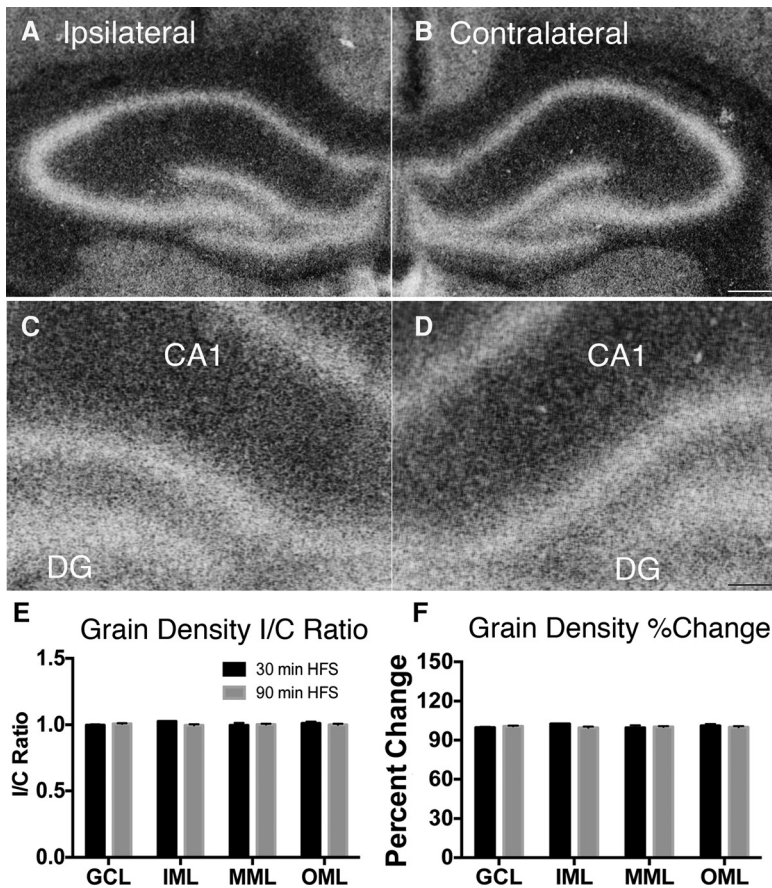 A Ipsilateral
B Contralateral
C
CA1
DG
D
CA1
DG
E
Grain Density I/C Ratio
1.5
1.0
0.5
0.0
I/C Ratio
30 min HFS
90 min HFS
GCL IML MML OML
F
Grain Density %Change
150
120
90
60
30
0
Percent Change
GCL IML MML OML